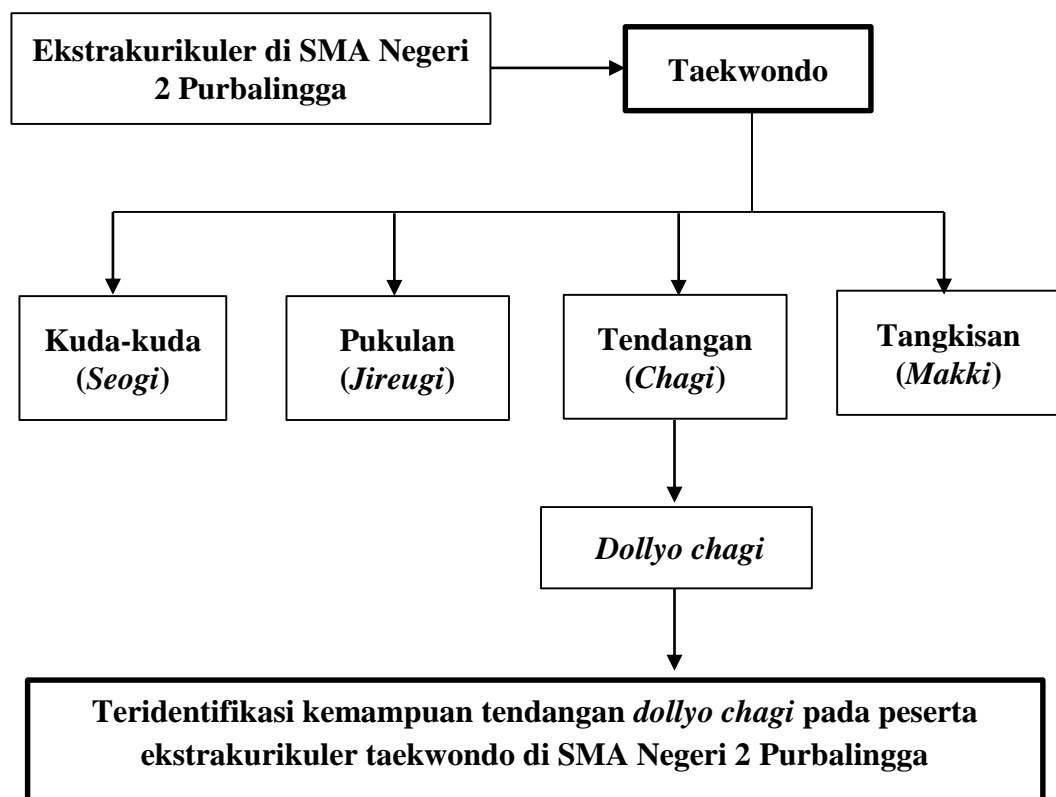 Ekstrakurikuler di SMA Negeri
2 Purbalingga
Taekwondo
Kuda-kuda
(Seogi)
Pukulan
(Jireugi)
Tendangan
(Chagi)
Tangkisan
(Makki)
Dollyo chagi
Teridentifikasi kemampuan tendangan dollyo chagi pada peserta
ekstrakurikuler taekwondo di SMA Negeri 2 Purbalingga